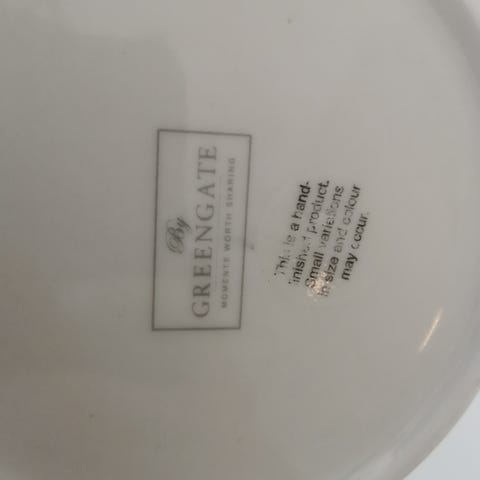 By
GREENGATE
MOMENTS WORTH SHARING
This is a hand-
finished product.
Small variations
in size and colour
may occur.